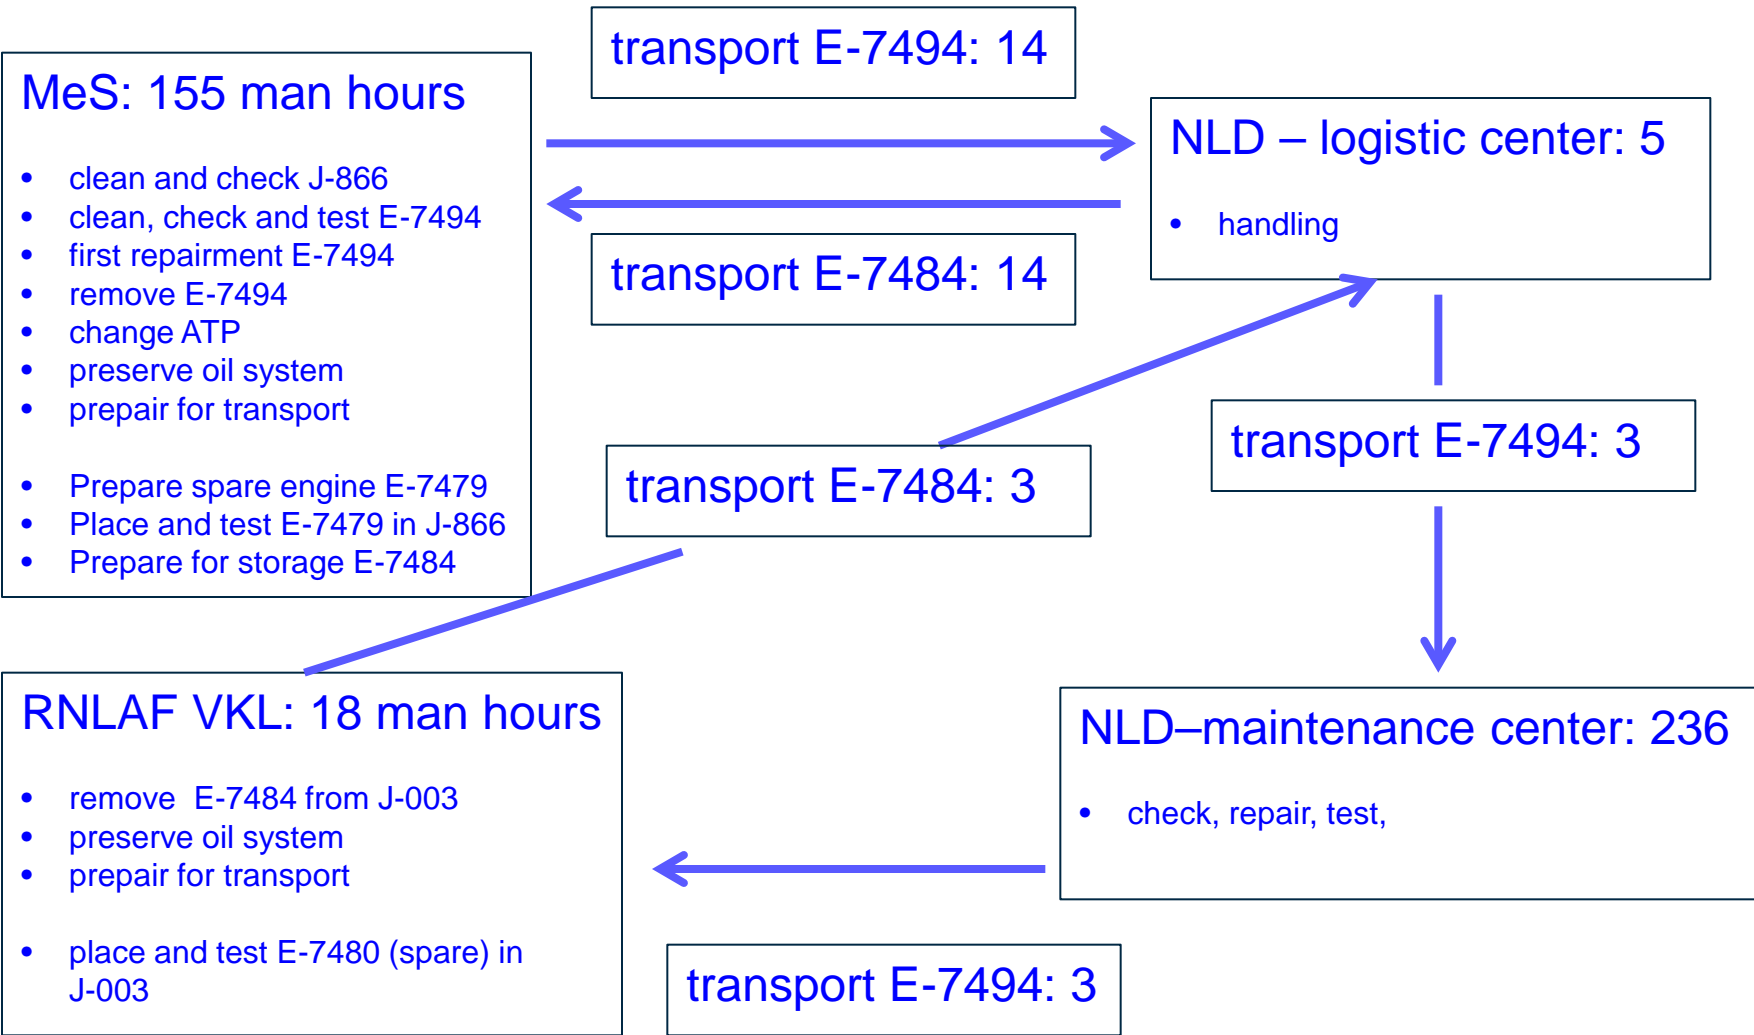 transport E-7494: 14
MeS: 155 man hours
• clean and check J-866
• clean, check and test E-7494
• first repairment E-7494
• remove E-7494
• change ATP
• preserve oil system
• prepair for transport
• Prepare spare engine E-7479
• Place and test E-7479 in J-866
• Prepare for storage E-7484
NLD – logistic center: 5
• handling
transport E-7484: 14
transport E-7494: 3
transport E-7484: 3
RNLAF VKL: 18 man hours
• remove E-7484 from J-003
• preserve oil system
• prepair for transport
• place and test E-7480 (spare) in
J-003
NLD–maintenance center: 236
• check, repair, test,
transport E-7494: 3